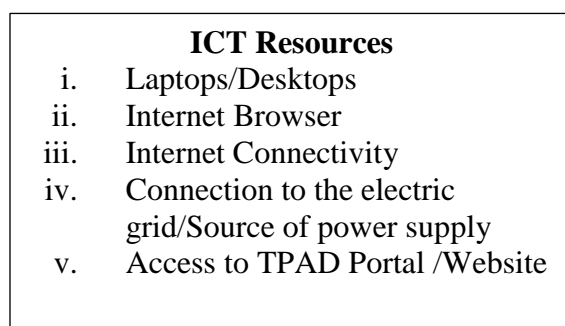 ICT Resources
i. Laptops/Desktops
ii. Internet Browser
iii. Internet Connectivity
iv. Connection to the electric
grid/Source of power supply
v. Access to TPAD Portal /Website